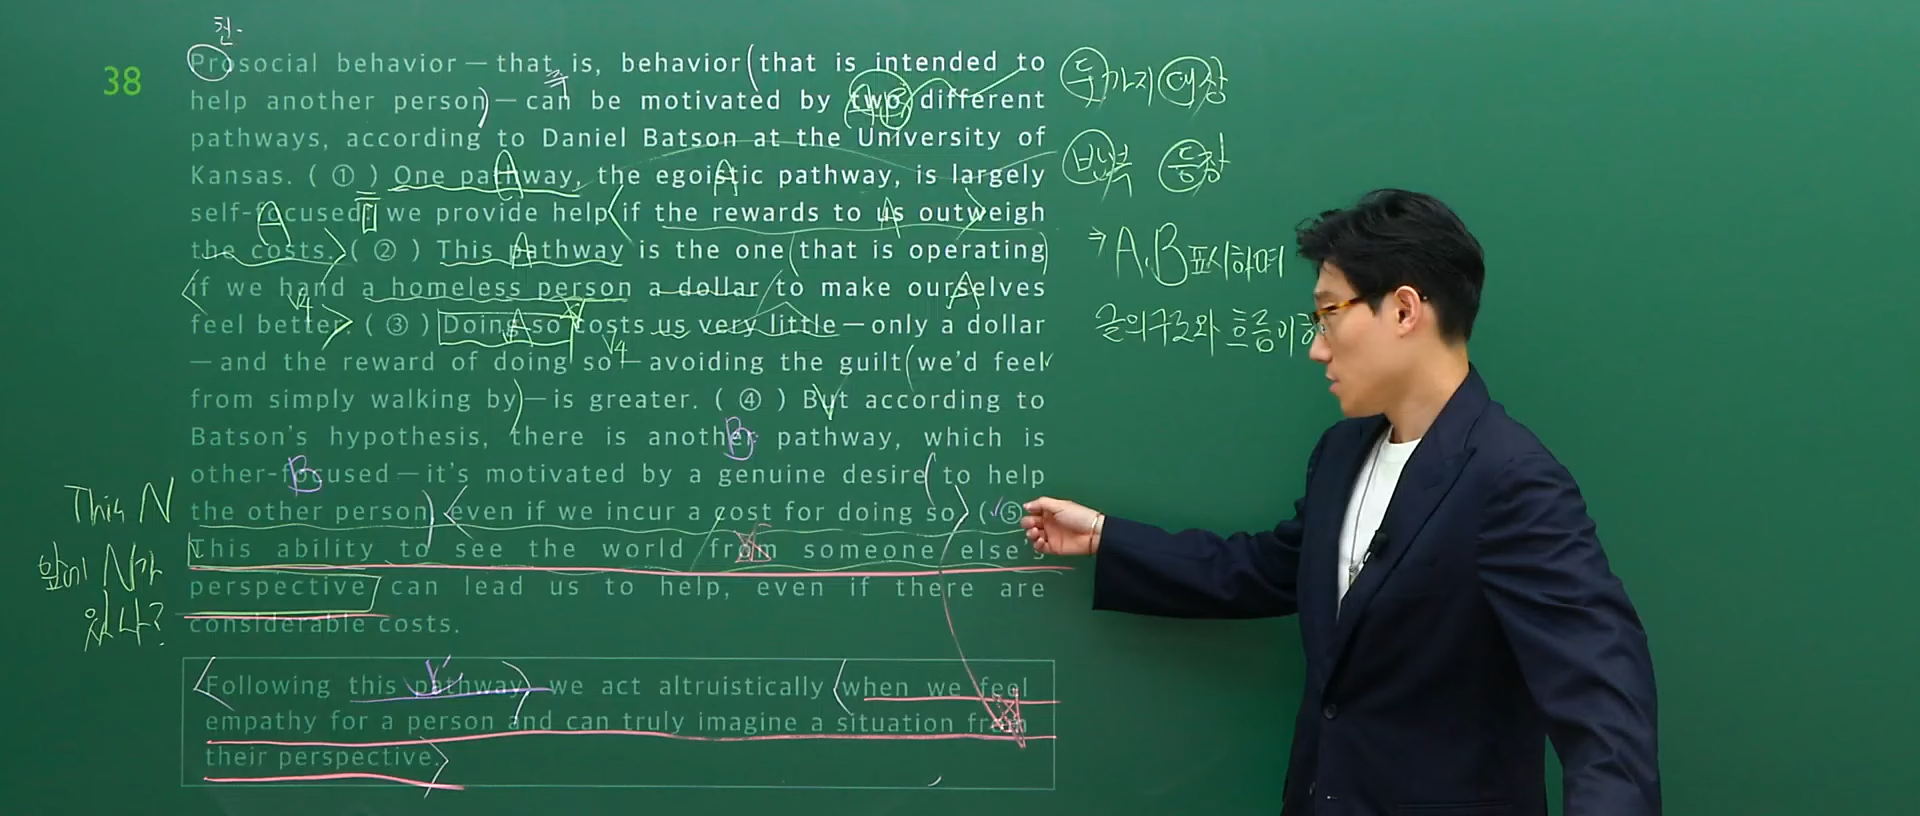 친.
38
Prosocial behavior — that is, behavior (that is intended to
즉
help another person) — can be motivated by two different
A B
pathways, according to Daniel Batson at the University of
Kansas. ( ① ) One pathway, the egoistic pathway, is largely
A A
self-focused: we provide help <if the rewards to us outweigh
A A
the costs.> ( ② ) This pathway is the one (that is operating)
A
<if we hand a homeless person a dollar to make ourselves
V4 A
feel better.> ( ③ ) Doing so costs us very little — only a dollar
A V4
— and the reward of doing so — avoiding the guilt (we'd feel
from simply walking by) — is greater. ( ④ ) But according to
Batson's hypothesis, there is another pathway, which is
B
other-focused — it's motivated by a genuine desire (to help
B
the other person) <even if we incur a cost for doing so.> ( ⑤
This ability to see the world from someone else's
perspective can lead us to help, even if there are
considerable costs.
<Following this pathway,> we act altruistically (when we feel
empathy for a person and can truly imagine a situation from
their perspective.>
두가지 대상
반복 등장
⇒ A.B 표시하며
글의 구조와 흐름 이
This N
앞에 N가
있나?